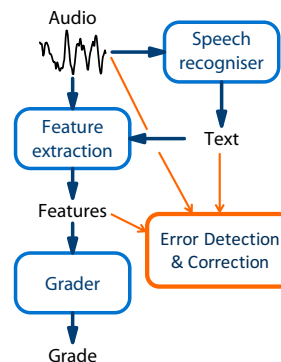 Audio
Speech
recogniser
Feature
extraction
Text
Features
Error Detection
& Correction
Grader
Grade